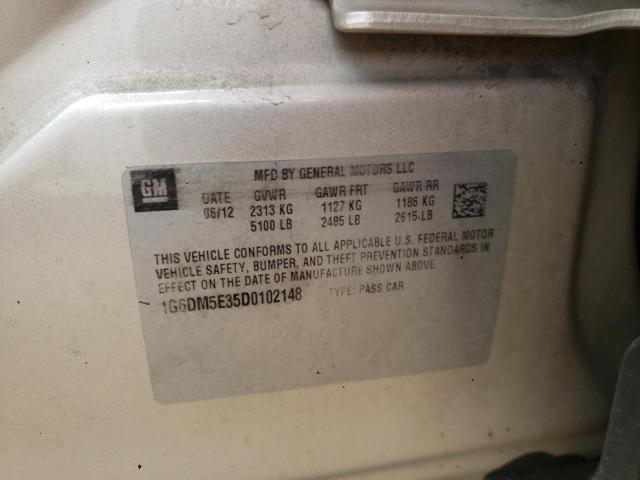 MFD BY GENERAL MOTORS LLC
GM
DATE GVWR GAWR FRT GAWR RR
06/12 2313 KG 1127 KG 1186 KG
5100 LB 2485 LB 2615-LB
THIS VEHICLE CONFORMS TO ALL APPLICABLE U.S. FEDERAL MOTOR
VEHICLE SAFETY, BUMPER, AND THEFT PREVENTION STANDARDS IN
EFFECT ON THE DATE OF MANUFACTURE SHOWN ABOVE.
1G6DM5E35D0102148 TYPE: PASS CAR